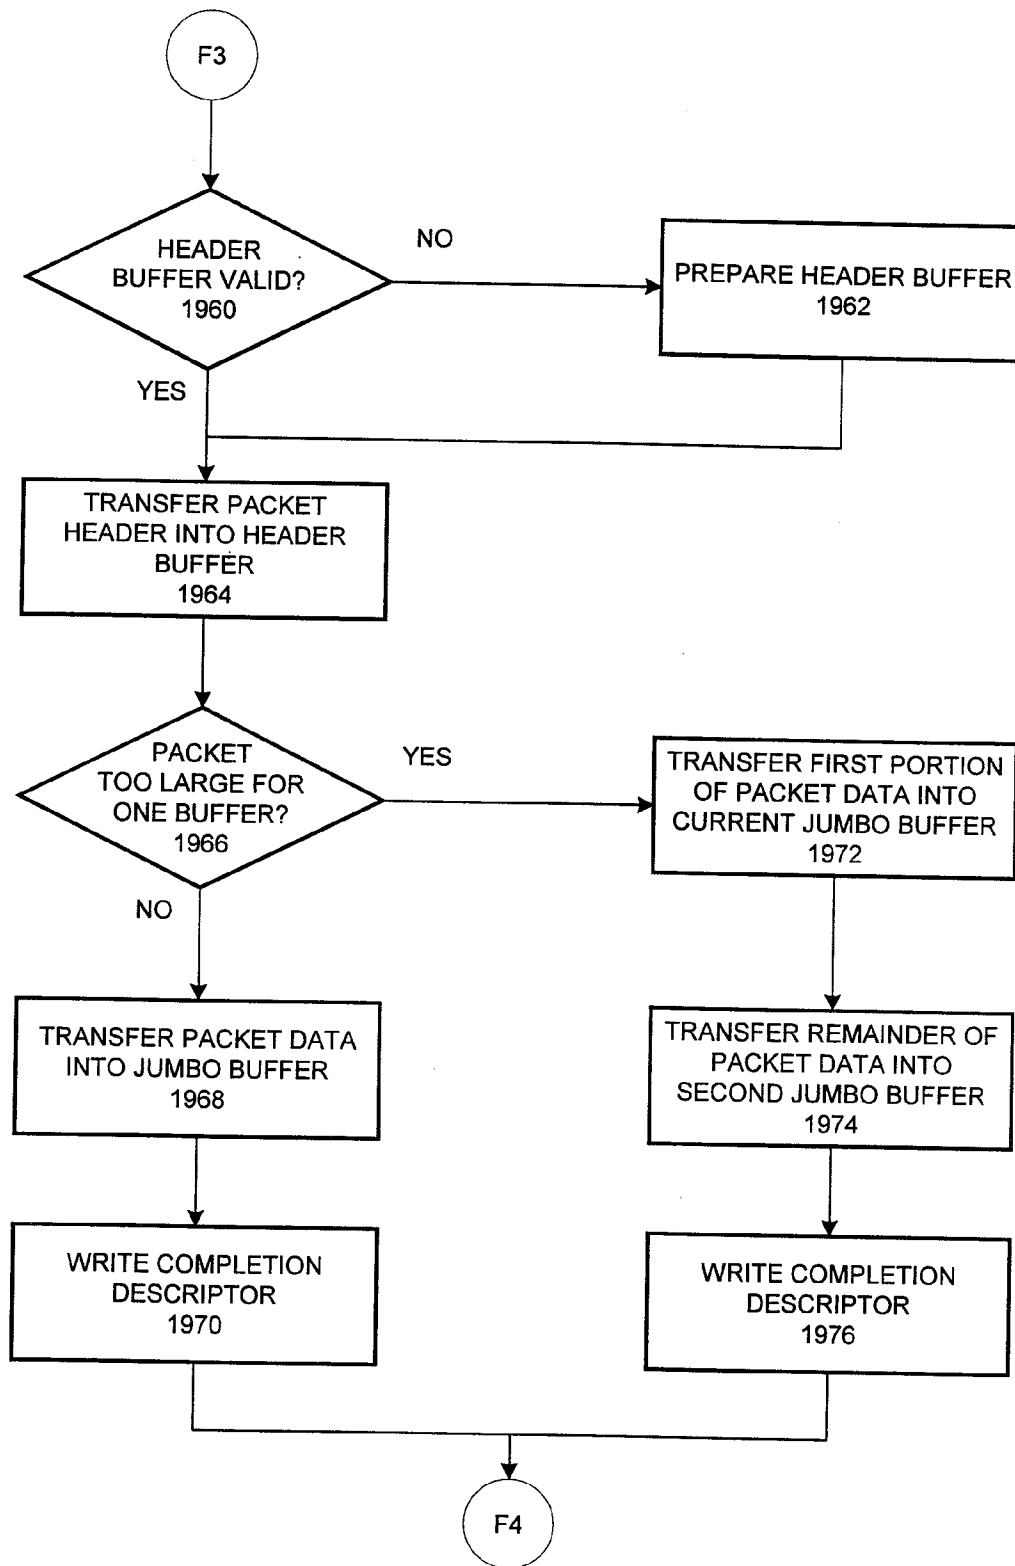 F3
HEADER
BUFFER VALID?
1960
NO
PREPARE HEADER BUFFER
1962
YES
TRANSFER PACKET
HEADER INTO HEADER
BUFFER
1964
PACKET
TOO LARGE FOR
ONE BUFFER?
1966
YES
TRANSFER FIRST PORTION
OF PACKET DATA INTO
CURRENT JUMBO BUFFER
1972
NO
TRANSFER PACKET DATA
INTO JUMBO BUFFER
1968
TRANSFER REMAINDER OF
PACKET DATA INTO
SECOND JUMBO BUFFER
1974
WRITE COMPLETION
DESCRIPTOR
1970
WRITE COMPLETION
DESCRIPTOR
1976
F4